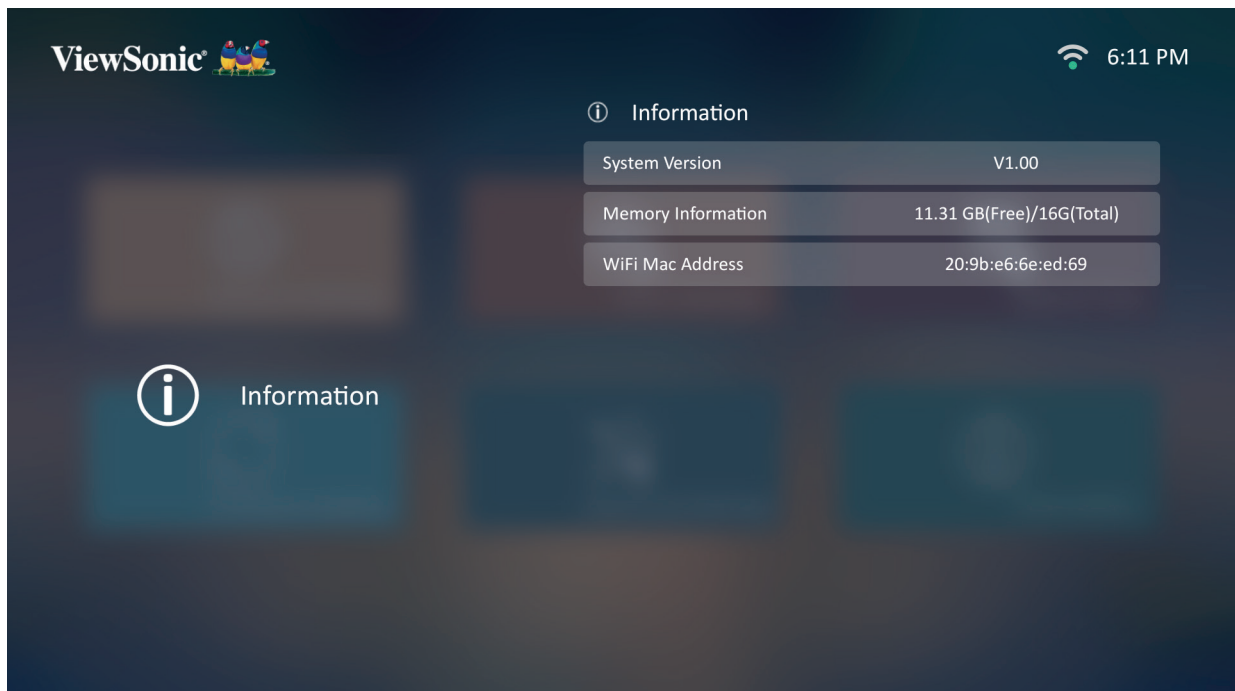 ViewSonic®
6:11 PM
Information
System Version V1.00
Memory Information 11.31 GB(Free)/16G(Total)
WiFi Mac Address 20:9b:e6:6e:ed:69
Information